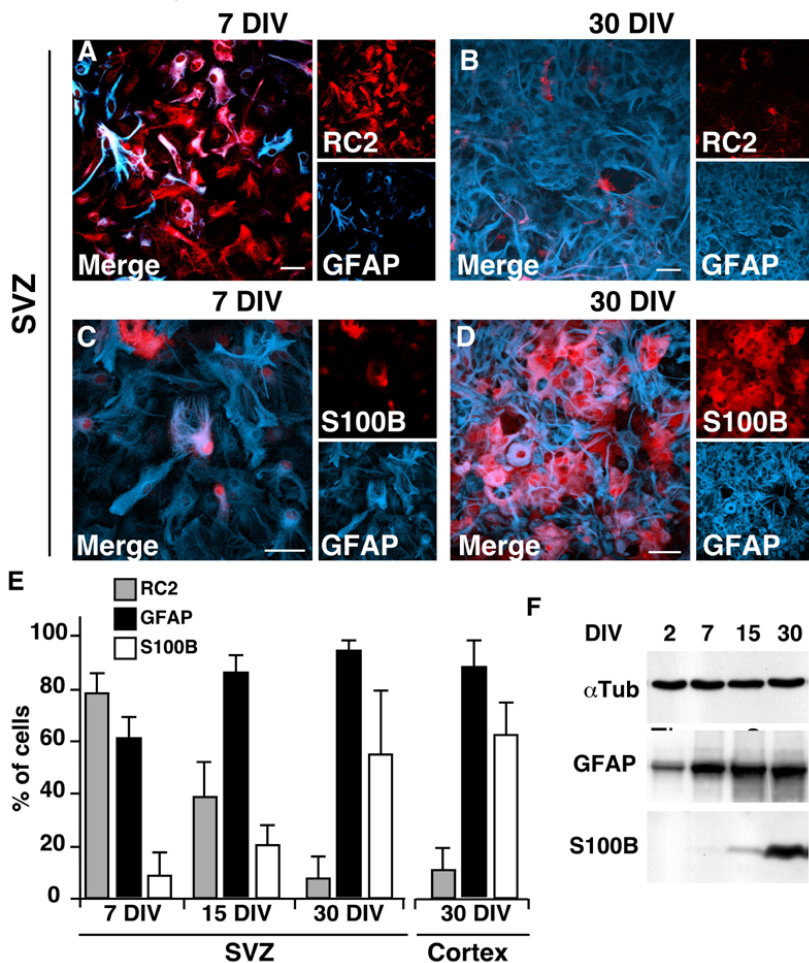 7 DIV
30 DIV
SVZ
A
RC2
Merge
GFAP
B
RC2
Merge
GFAP
7 DIV
30 DIV
C
S100B
Merge
GFAP
D
S100B
Merge
GFAP
E
RC2
GFAP
S100B
% of cells
100
80
60
40
20
0
7 DIV 15 DIV 30 DIV 30 DIV
SVZ Cortex
F
DIV 2 7 15 30
αTub
GFAP
S100B